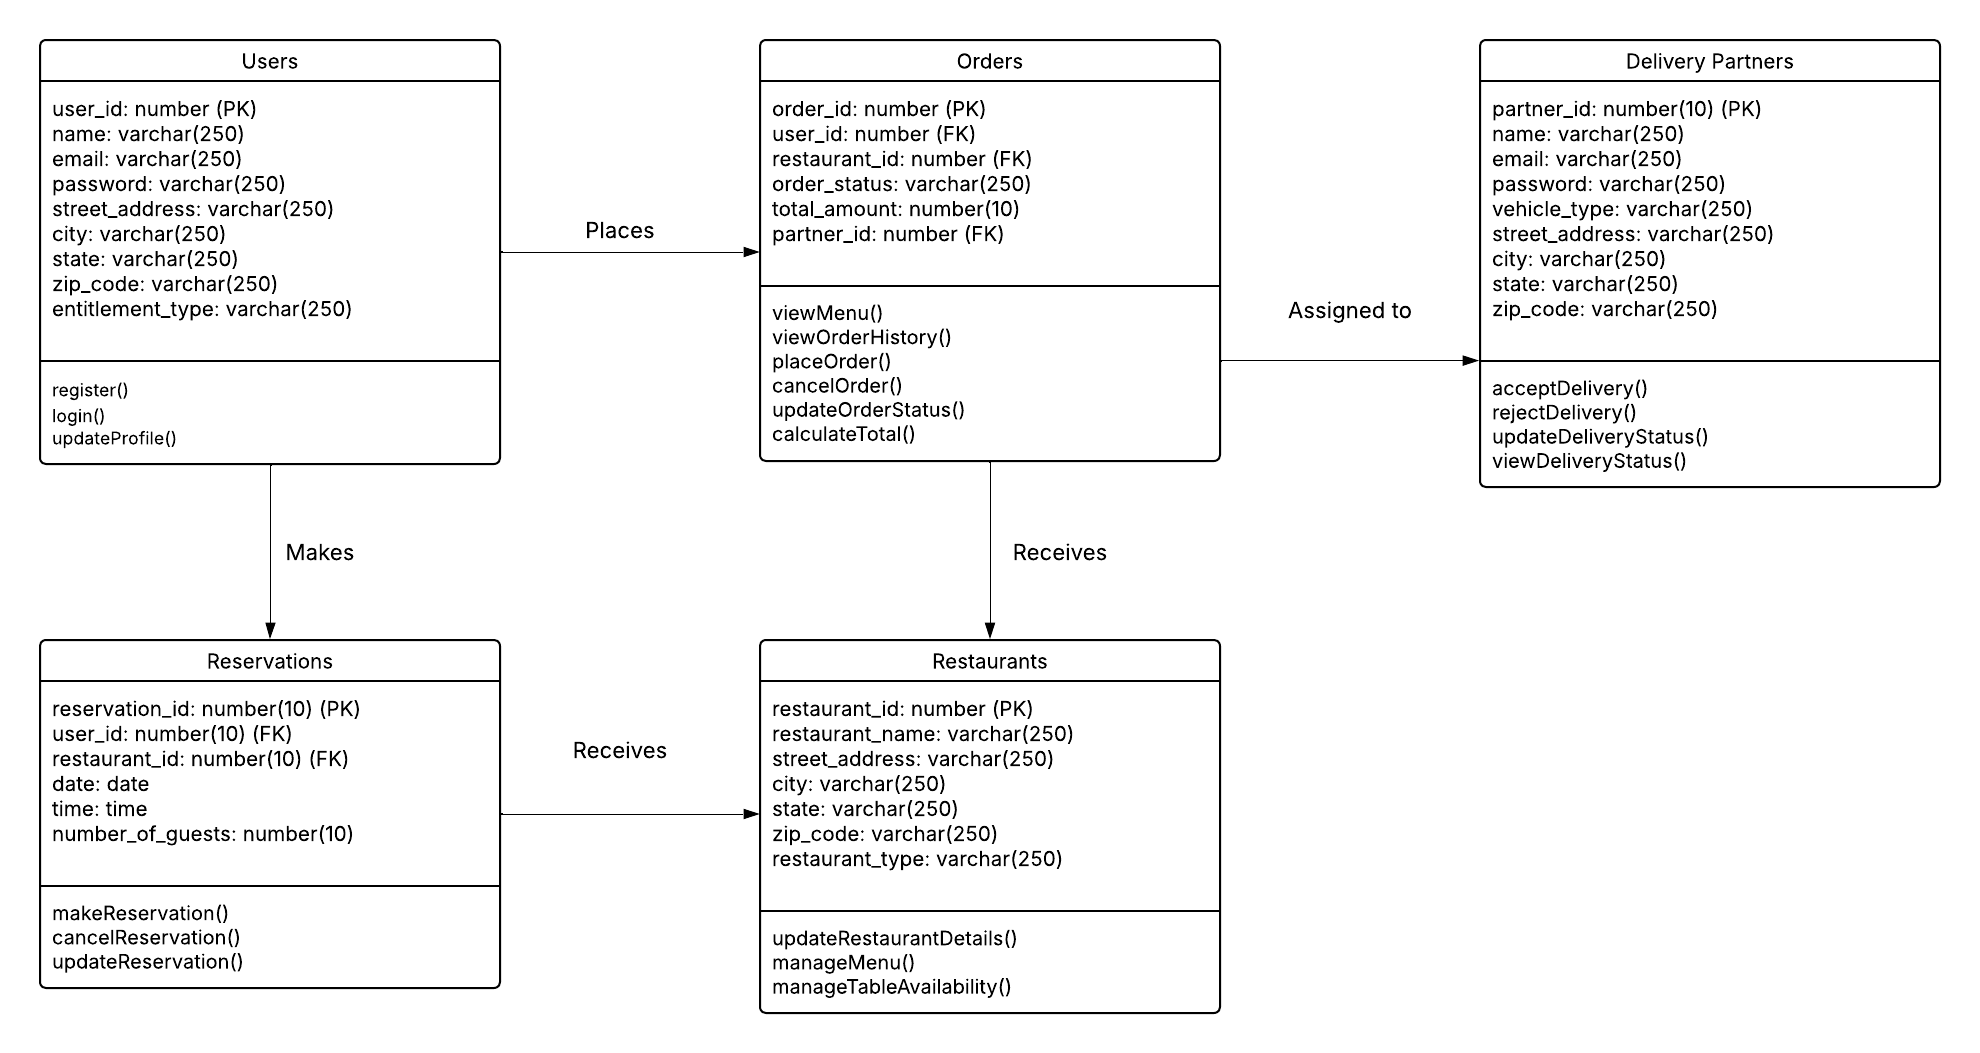 Users
user_id: number (PK)
name: varchar(250)
email: varchar(250)
password: varchar(250)
street_address: varchar(250)
city: varchar(250)
state: varchar(250)
zip_code: varchar(250)
entitlement_type: varchar(250)
register()
login()
updateProfile()
Places
Orders
order_id: number (PK)
user_id: number (FK)
restaurant_id: number (FK)
order_status: varchar(250)
total_amount: number(10)
partner_id: number (FK)
viewMenu()
viewOrderHistory()
placeOrder()
cancelOrder()
updateOrderStatus()
calculateTotal()
Assigned to
Delivery Partners
partner_id: number(10) (PK)
name: varchar(250)
email: varchar(250)
password: varchar(250)
vehicle_type: varchar(250)
street_address: varchar(250)
city: varchar(250)
state: varchar(250)
zip_code: varchar(250)
acceptDelivery()
rejectDelivery()
updateDeliveryStatus()
viewDeliveryStatus()
Makes
Receives
Reservations
reservation_id: number(10) (PK)
user_id: number(10) (FK)
restaurant_id: number(10) (FK)
date: date
time: time
number_of_guests: number(10)
makeReservation()
cancelReservation()
updateReservation()
Receives
Restaurants
restaurant_id: number (PK)
restaurant_name: varchar(250)
street_address: varchar(250)
city: varchar(250)
state: varchar(250)
zip_code: varchar(250)
restaurant_type: varchar(250)
updateRestaurantDetails()
manageMenu()
manageTableAvailability()